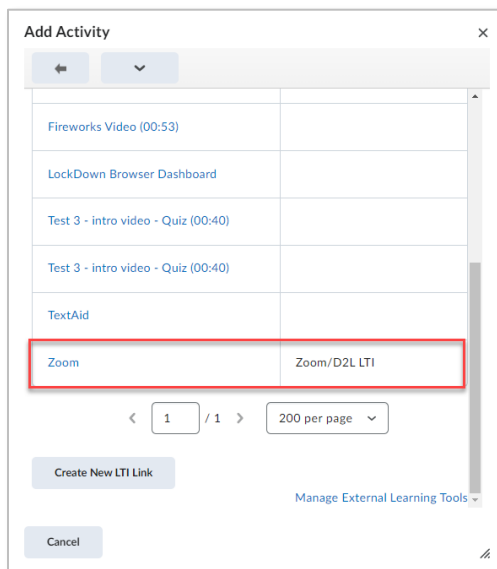 Add Activity
Fireworks Video (00:53)
LockDown Browser Dashboard
Test 3 - intro video - Quiz (00:40)
Test 3 - intro video - Quiz (00:40)
TextAid
Zoom Zoom/D2L LTI
1 / 1 200 per page
Create New LTI Link
Manage External Learning Tools
Cancel